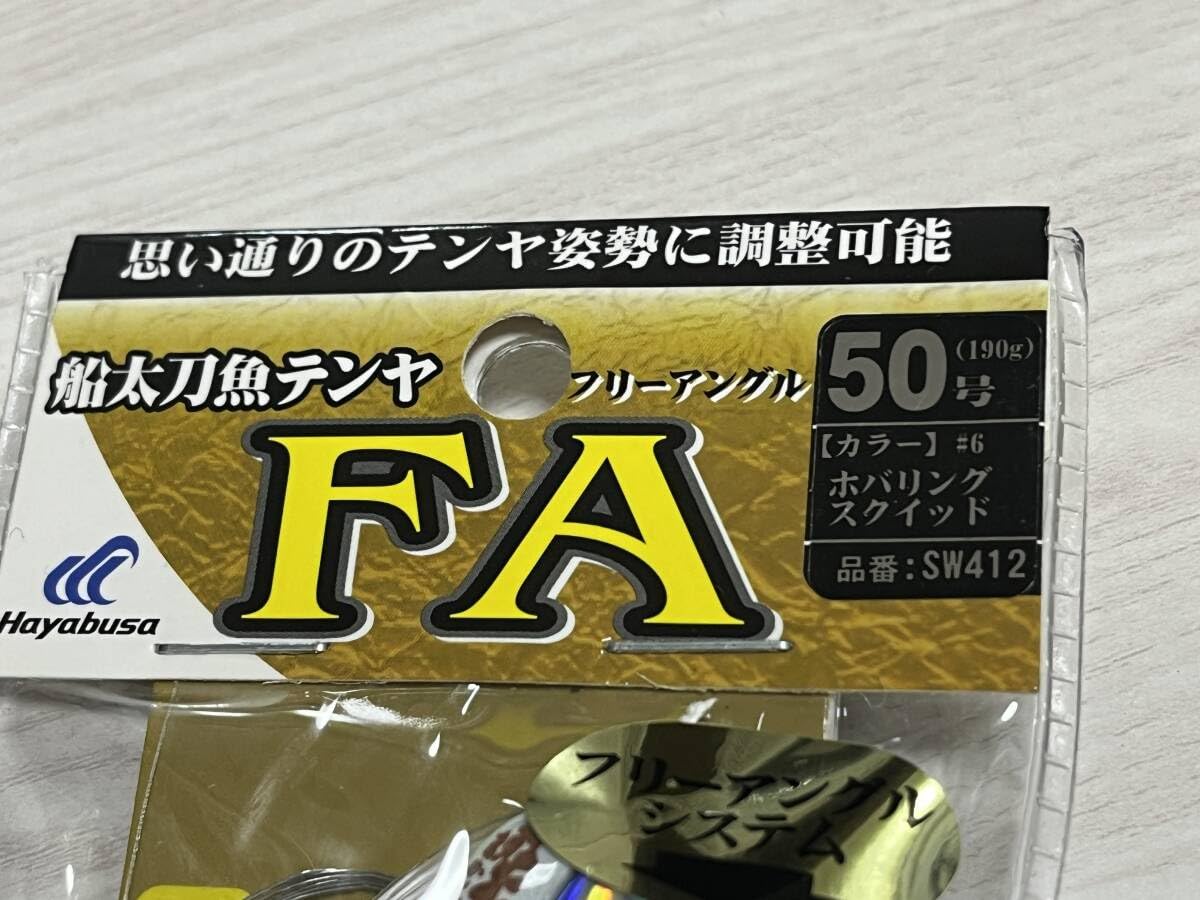 思い通りのテンヤ姿勢に調整可能
船太刀魚テンヤ
フリーアングル
FA
50号 (190g)
【カラー】 #6
ホバリング
スクイッド
品番:SW412
Hayabusa
フリーアングル
システム